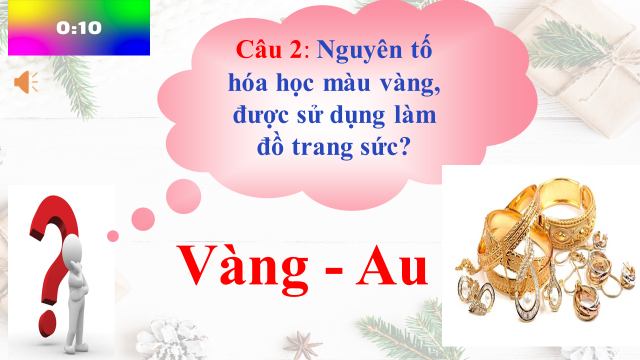 0:10
Câu 2: Nguyên tố
hóa học màu vàng,
được sử dụng làm
đồ trang sức?
Vàng - Au